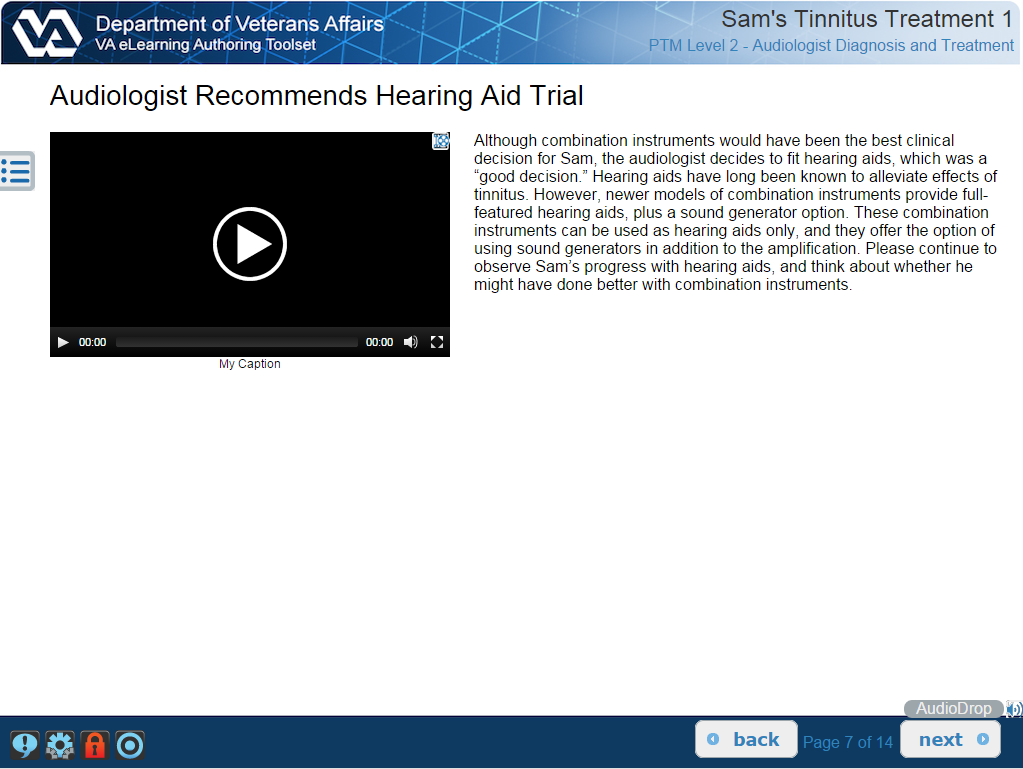 Department of Veterans Affairs
VA eLearning Authoring Toolset
Sam's Tinnitus Treatment 1
PTM Level 2 - Audiologist Diagnosis and Treatment
Audiologist Recommends Hearing Aid Trial
Although combination instruments would have been the best clinical
decision for Sam, the audiologist decides to fit hearing aids, which was a
“good decision.” Hearing aids have long been known to alleviate effects of
tinnitus. However, newer models of combination instruments provide full-
featured hearing aids, plus a sound generator option. These combination
instruments can be used as hearing aids only, and they offer the option of
using sound generators in addition to the amplification. Please continue to
observe Sam’s progress with hearing aids, and think about whether he
might have done better with combination instruments.
00:00
00:00
My Caption
AudioDrop
back
Page 7 of 14
next